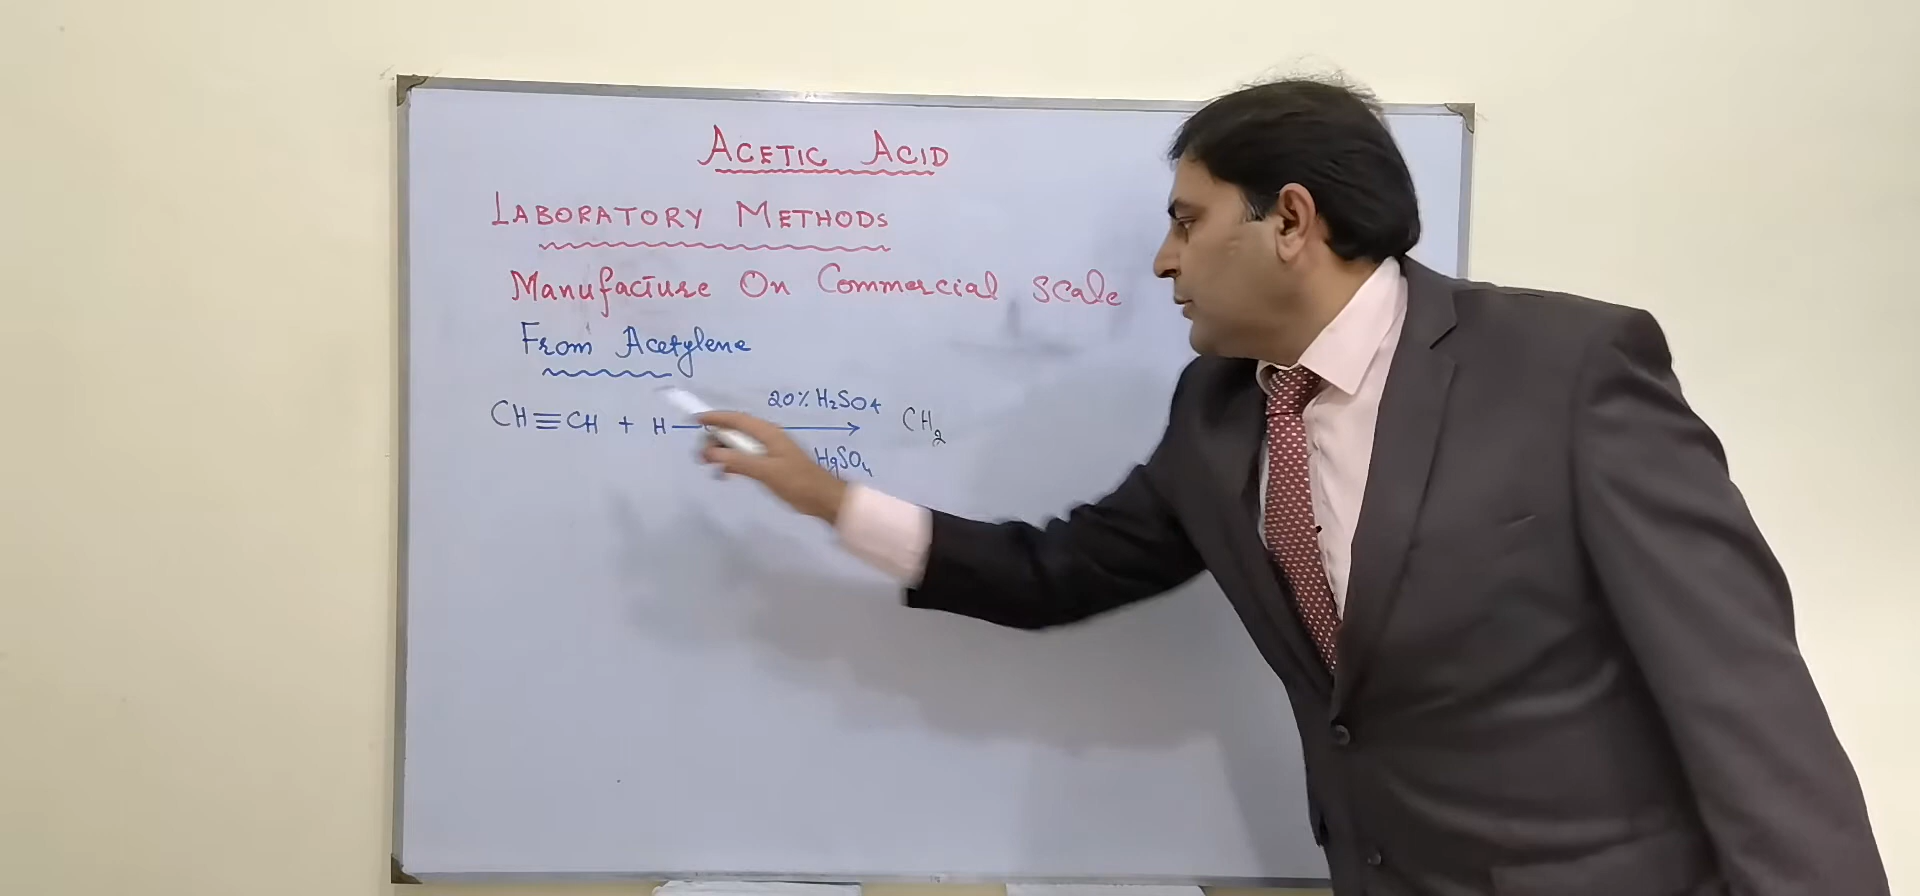 ACETIC ACID
LABORATORY METHODS
Manufacture On Commercial Scale
From Acetylene
CH≡CH + H— 20% H₂SO₄ → CH₂
HgSO₄